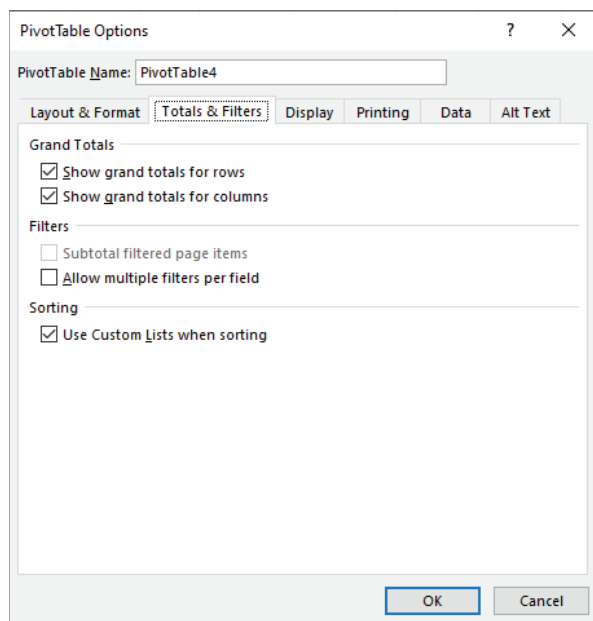 PivotTable Options ? ×
PivotTable Name: PivotTable4
Layout & Format Totals & Filters Display Printing Data Alt Text
Grand Totals
Show grand totals for rows
Show grand totals for columns
Filters
Subtotal filtered page items
Allow multiple filters per field
Sorting
Use Custom Lists when sorting
OK Cancel